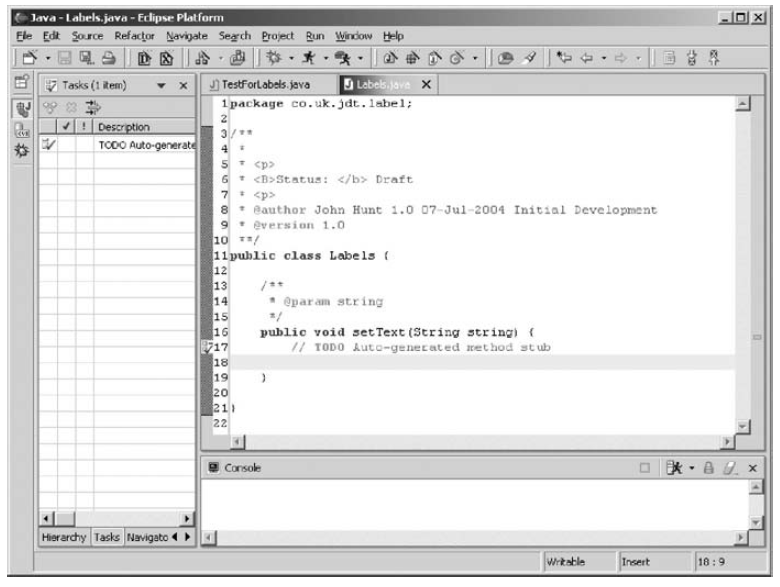 Java - Labels.java - Eclipse Platform
File Edit Source Refactor Navigate Search Project Run Window Help
Tasks (1 item)
! Description
TODO Auto-generate
TestForLabels.java Labels.java
1 package co.uk.jdt.label;
2
3 /**
4 *
5 * <p>
6 * <B>Status: </b> Draft
7 * <p>
8 * @author John Hunt 1.0 07-Jul-2004 Initial Development
9 * @version 1.0
10 **/
11 public class Labels {
12
13 /**
14 * @param string
15 */
16 public void setText(String string) {
17 // TODO Auto-generated method stub
18
19 }
20
21 }
22
Console
Hierarchy Tasks Navigato
Writable Insert 18 : 9